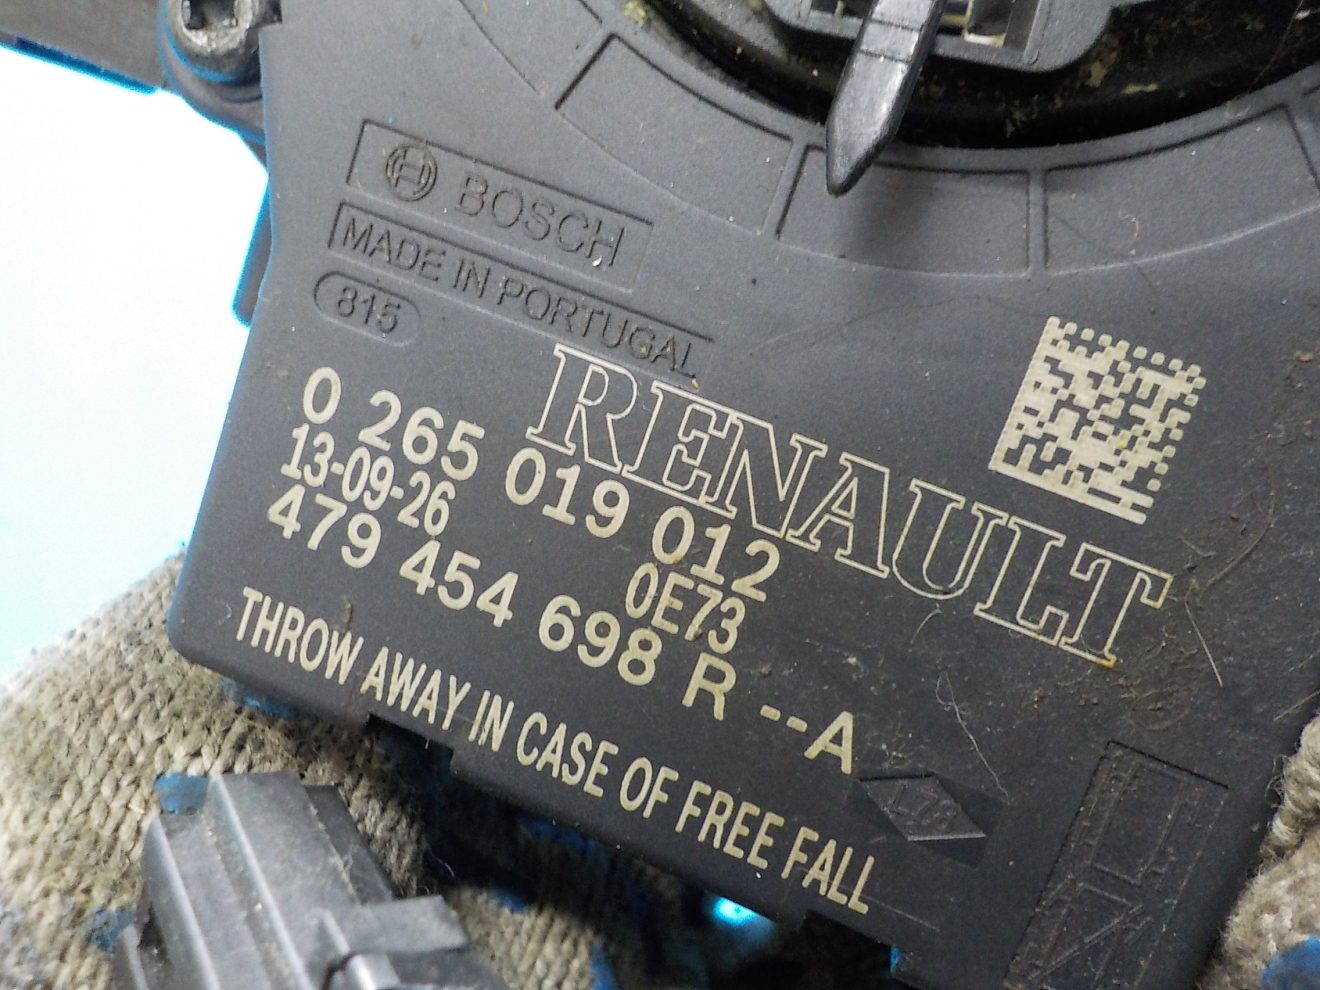 BOSCH
MADE IN PORTUGAL
815
RENAULT
0 265 019 012
13-09-26 0E73
479 454 698 R --A
THROW AWAY IN CASE OF FREE FALL